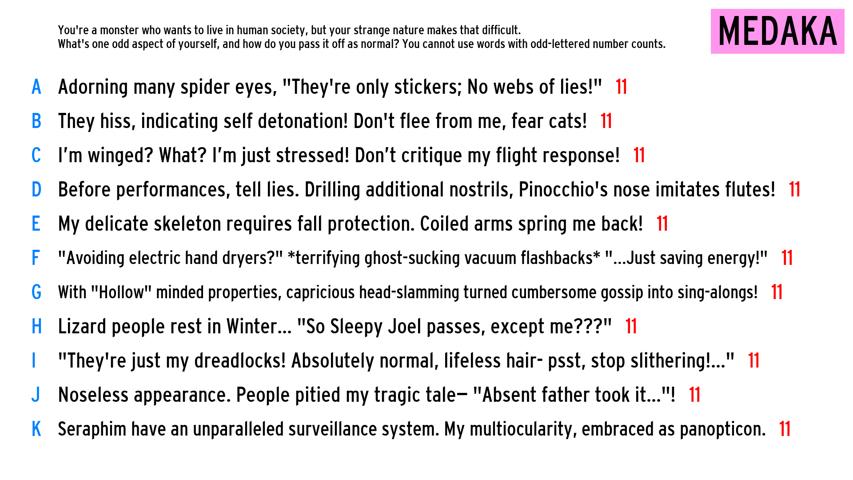 You're a monster who wants to live in human society, but your strange nature makes that difficult.
What's one odd aspect of yourself, and how do you pass it off as normal? You cannot use words with odd-lettered number counts.
MEDAKA
A Adorning many spider eyes, "They're only stickers; No webs of lies!" 11
B They hiss, indicating self detonation! Don't flee from me, fear cats! 11
C I'm winged? What? I'm just stressed! Don't critique my flight response! 11
D Before performances, tell lies. Drilling additional nostrils, Pinocchio's nose imitates flutes! 11
E My delicate skeleton requires fall protection. Coiled arms spring me back! 11
F "Avoiding electric hand dryers?" *terrifying ghost-sucking vacuum flashbacks* "...Just saving energy!" 11
G With "Hollow" minded properties, capricious head-slamming turned cumbersome gossip into sing-alongs! 11
H Lizard people rest in Winter... "So Sleepy Joel passes, except me???" 11
I "They're just my dreadlocks! Absolutely normal, lifeless hair- psst, stop slithering!..." 11
J Noseless appearance. People pitied my tragic tale— "Absent father took it..."! 11
K Seraphim have an unparalleled surveillance system. My multiocularity, embraced as panopticon. 11